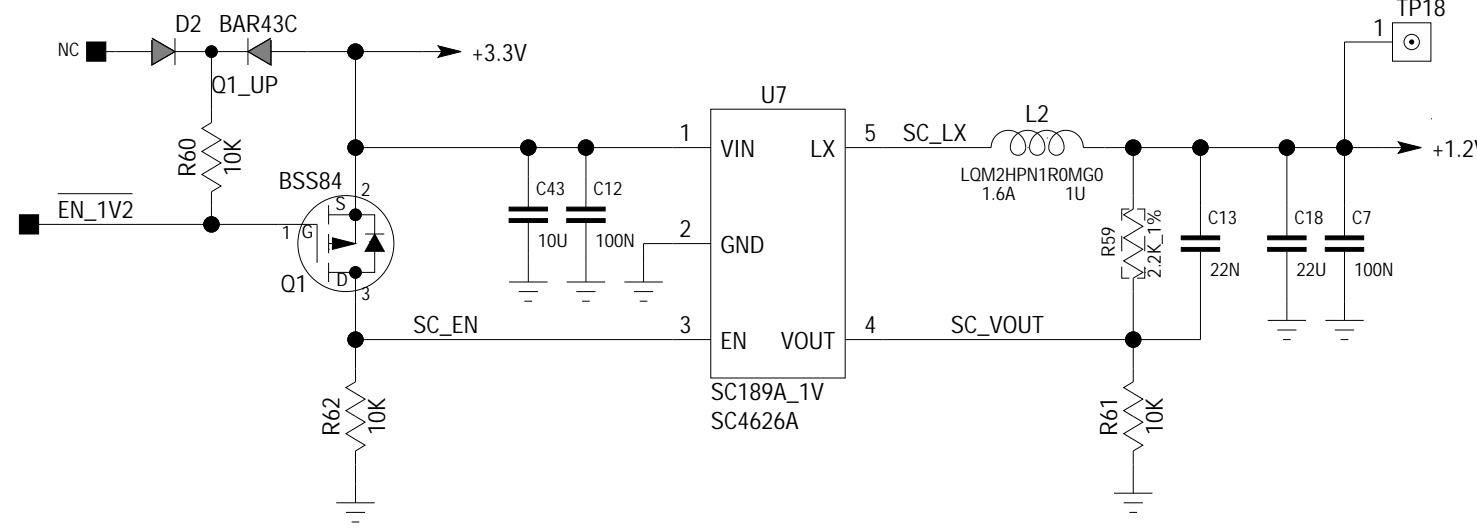 TP18
1
D2 BAR43C
NC
+3.3V
Q1_UP
U7
R60
10K
1
VIN
LX
5
SC_LX
L2
LQM2HPN1R0MG0
1.6A 1U
+1.2V
BSS84
2
S
EN_1V2
1
G
D
Q1
3
C43
10U
C12
100N
2
GND
R59
2.2K_1%
C13
22N
C18
22U
C7
100N
SC_EN
3
EN
VOUT
4
SC_VOUT
SC189A_1V
SC4626A
R62
10K
R61
10K